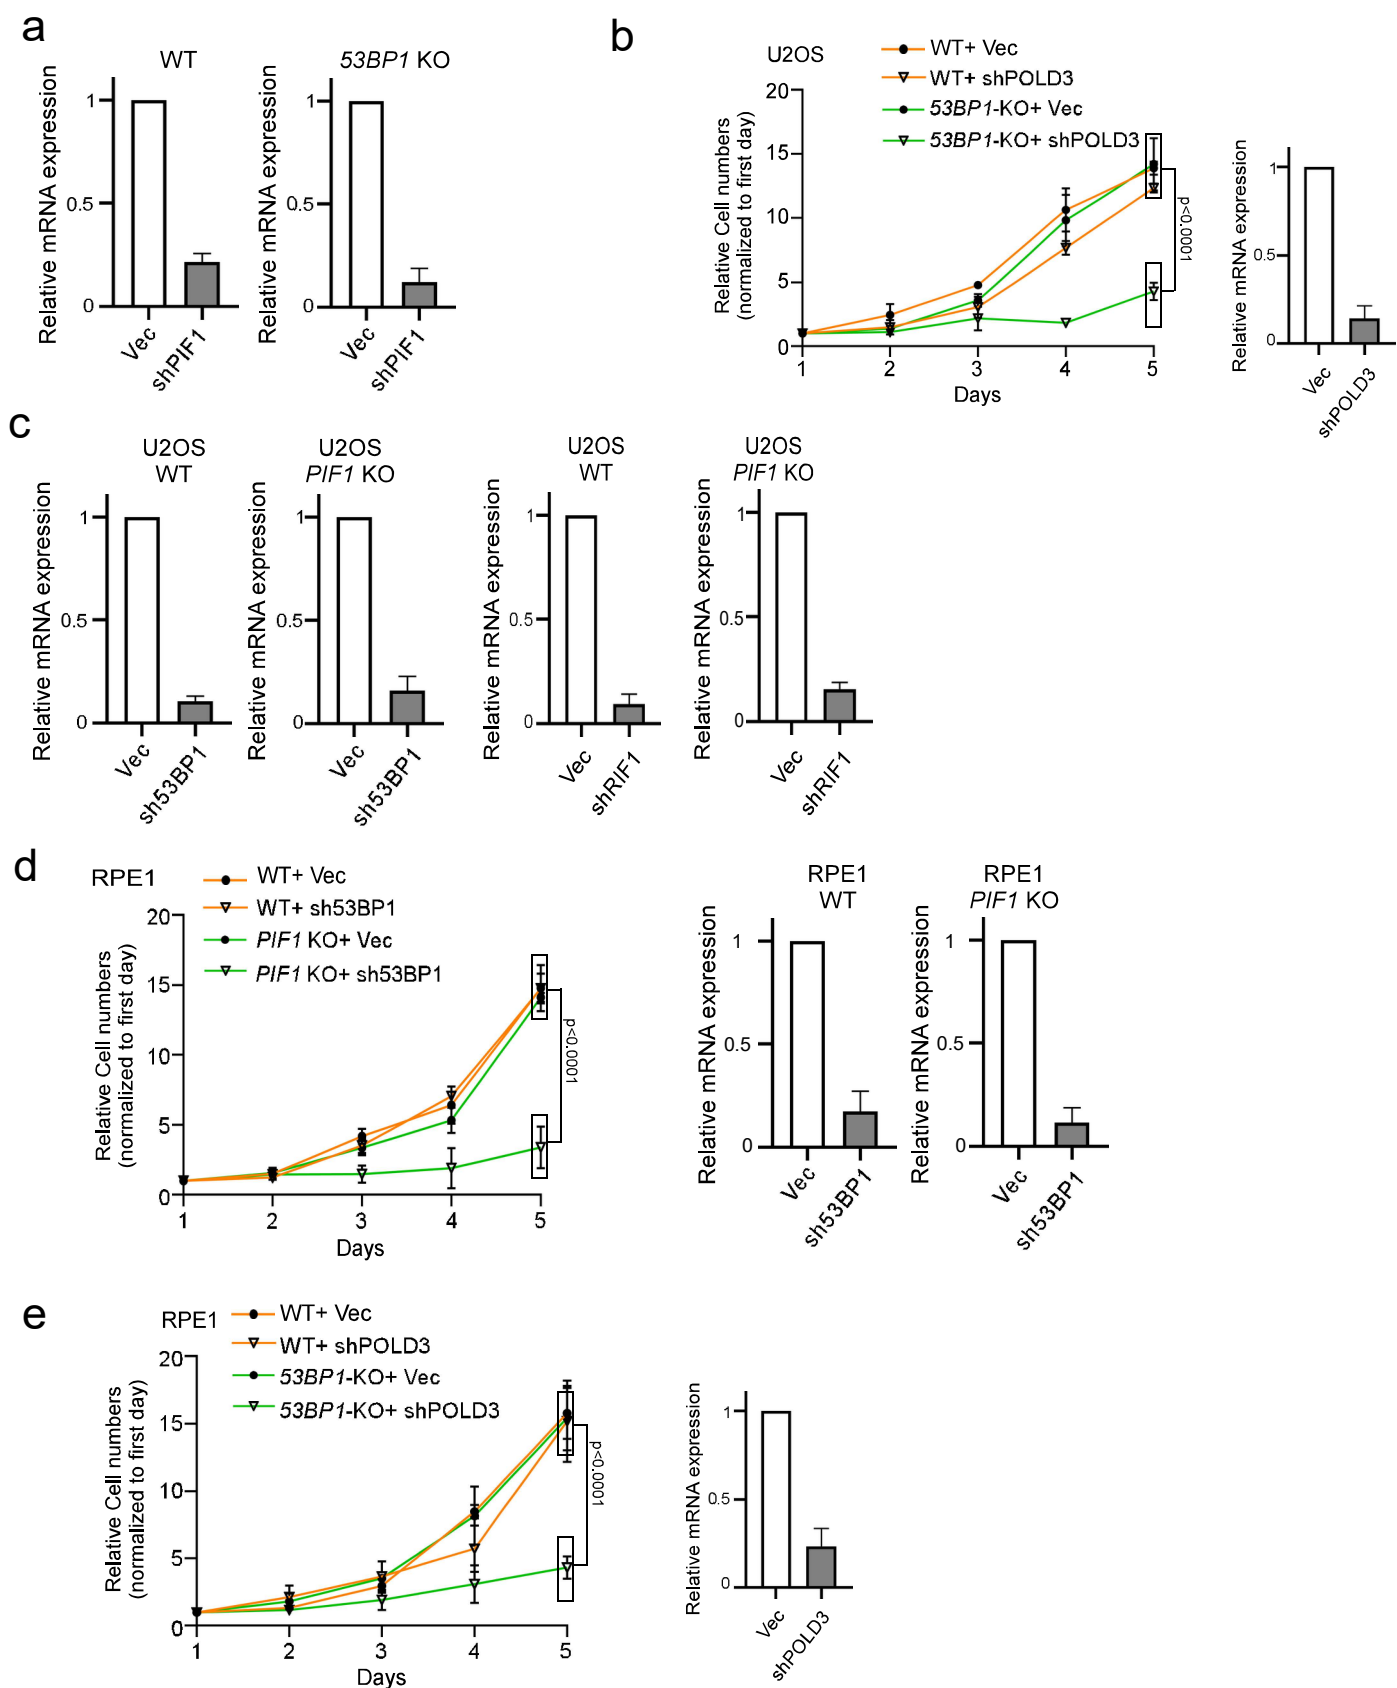 a
WT
Relative mRNA expression
1
0.5
0
Vec
shPIF1
53BP1 KO
Relative mRNA expression
1
0.5
0
Vec
shPIF1
b
U2OS
WT+ Vec
WT+ shPOLD3
53BP1-KO+ Vec
53BP1-KO+ shPOLD3
Relative Cell numbers
(normalized to first day)
20
15
10
5
0
1 2 3 4 5
Days
p<0.0001
Relative mRNA expression
1
0.5
0
Vec
shPOLD3
c
U2OS
WT
Relative mRNA expression
1
0.5
0
Vec
sh53BP1
U2OS
PIF1 KO
Relative mRNA expression
1
0.5
0
Vec
sh53BP1
U2OS
WT
Relative mRNA expression
1
0.5
0
Vec
shRIF1
U2OS
PIF1 KO
Relative mRNA expression
1
0.5
0
Vec
shRIF1
d
RPE1
WT+ Vec
WT+ sh53BP1
PIF1 KO+ Vec
PIF1 KO+ sh53BP1
Relative Cell numbers
(normalized to first day)
20
15
10
5
0
1 2 3 4 5
Days
p<0.0001
RPE1
WT
Relative mRNA expression
1
0.5
0
Vec
sh53BP1
RPE1
PIF1 KO
Relative mRNA expression
1
0.5
0
Vec
sh53BP1
e
RPE1
WT+ Vec
WT+ shPOLD3
53BP1-KO+ Vec
53BP1-KO+ shPOLD3
Relative Cell numbers
(normalized to first day)
20
15
10
5
0
1 2 3 4 5
Days
p<0.0001
Relative mRNA expression
1
0.5
0
Vec
shPOLD3